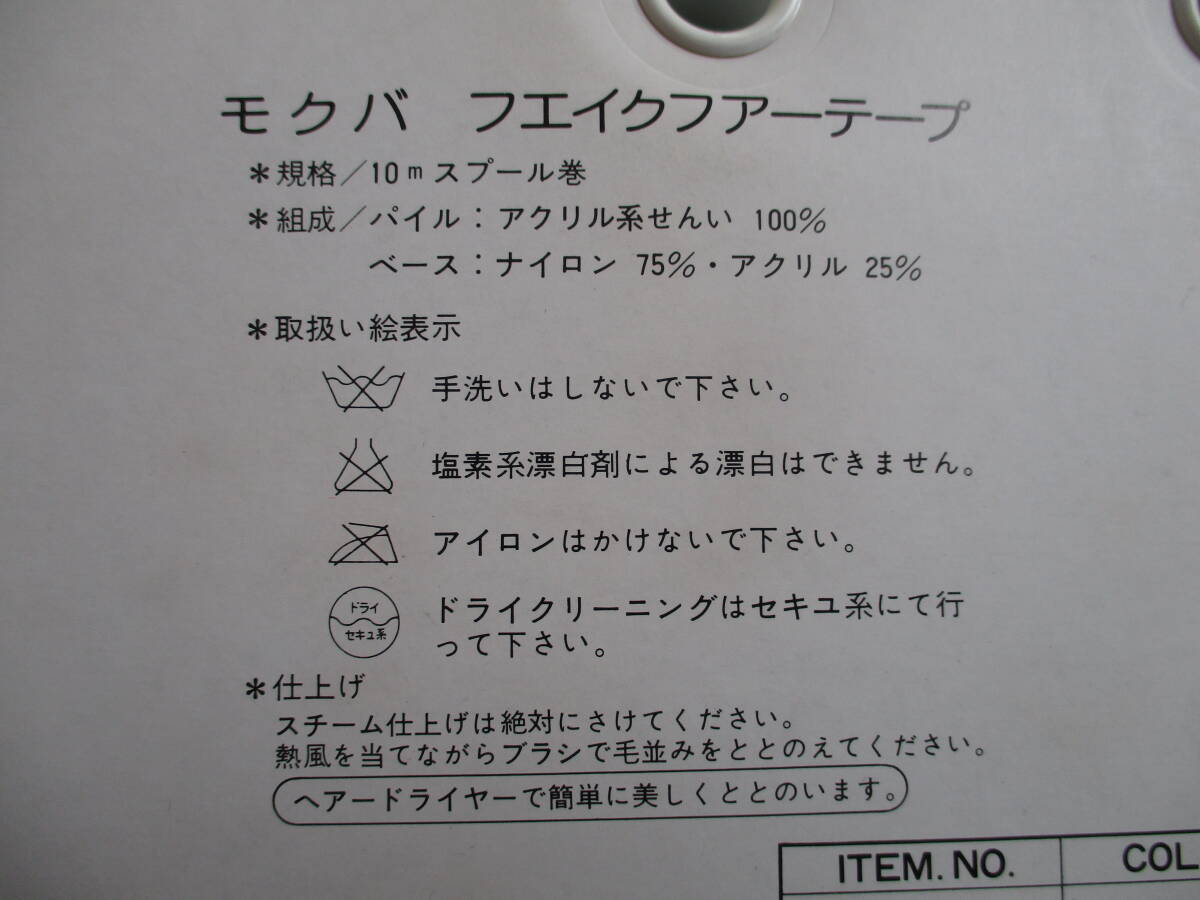 モクバ フエイクファーテープ
＊規格／10mスプール巻
＊組成／パイル：アクリル系せんい 100％
ベース：ナイロン 75％・アクリル 25％
＊取扱い絵表示
手洗いはしないで下さい。
塩素系漂白剤による漂白はできません。
アイロンはかけないで下さい。
ドライ
セキユ系
ドライクリーニングはセキユ系にて行
って下さい。
＊仕上げ
スチーム仕上げは絶対にさけてください。
熱風を当てながらブラシで毛並みをととのえてください。
ヘアードライヤーで簡単に美しくととのいます。
ITEM. NO.
COL